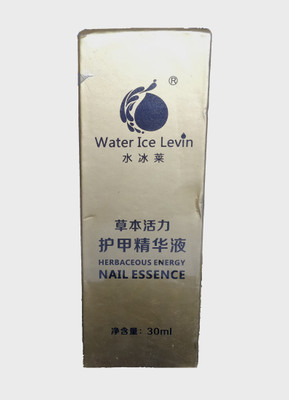 ®
Water Ice Levin
水冰莱
草本活力
护甲精华液
HERBACEOUS ENERGY
NAIL ESSENCE
净含量：30ml